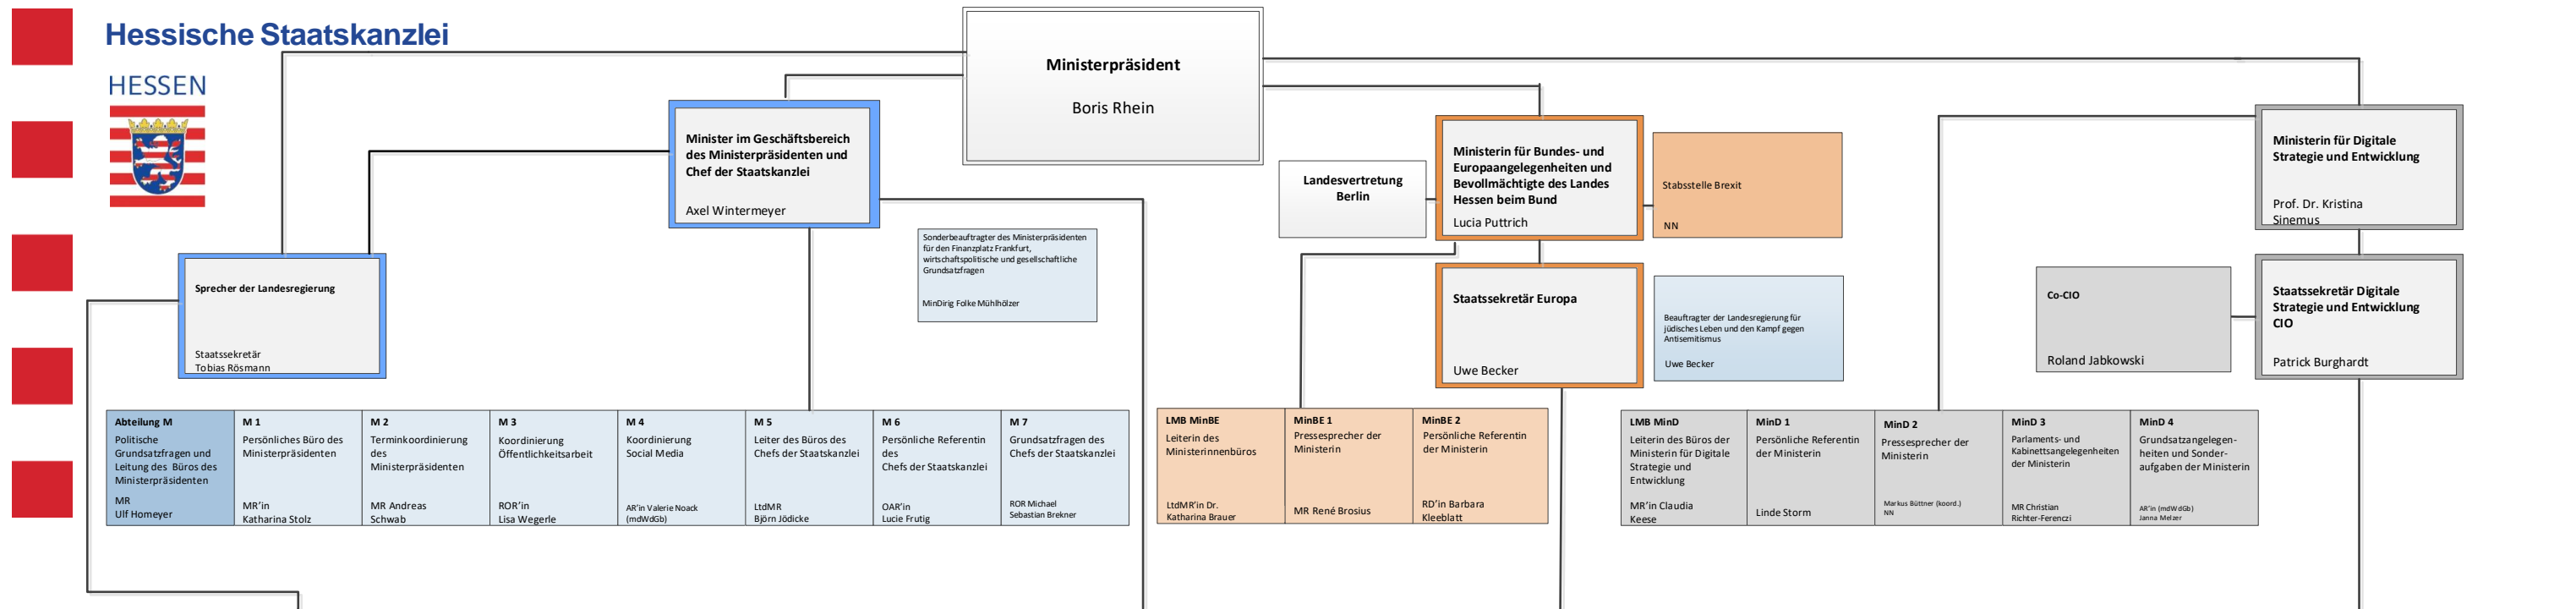 Hessische Staatskanzlei
HESSEN
Ministerpräsident
Boris Rhein
Minister im Geschäftsbereich
des Ministerpräsidenten und
Chef der Staatskanzlei
Axel Wintermeyer
Landesvertretung
Berlin
Ministerin für Bundes- und
Europaangelegenheiten und
Bevollmächtigte des Landes
Hessen beim Bund
Lucia Puttrich
Stabsstelle Brexit
NN
Ministerin für Digitale
Strategie und Entwicklung
Prof. Dr. Kristina
Sinemus
Sprecher der Landesregierung
Staatssekretär
Tobias Rösmann
Sonderbeauftragter des Ministerpräsidenten
für den Finanzplatz Frankfurt,
wirtschaftspolitische und gesellschaftliche
Grundsatzfragen
MinDirig Folke Mühlhölzer
Staatssekretär Europa
Uwe Becker
Beauftragter der Landesregierung für
jüdisches Leben und den Kampf gegen
Antisemitismus
Uwe Becker
Co-CIO
Roland Jabkowski
Staatssekretär Digitale
Strategie und Entwicklung
CIO
Patrick Burghardt
Abteilung M
Politische
Grundsatzfragen und
Leitung des Büros des
Ministerpräsidenten
MR
Ulf Homeyer
M 1
Persönliches Büro des
Ministerpräsidenten
MR'in
Katharina Stolz
M 2
Terminkoordinierung
des
Ministerpräsidenten
MR Andreas
Schwab
M 3
Koordinierung
Öffentlichkeitsarbeit
ROR'in
Lisa Wegerle
M 4
Koordinierung
Social Media
AR'in Valerie Noack
(mdWdGb)
M 5
Leiter des Büros des
Chefs der Staatskanzlei
LtdMR
Björn Jödicke
M 6
Persönliche Referentin
des
Chefs der Staatskanzlei
OAR'in
Lucie Frutig
M 7
Grundsatzfragen des
Chefs der Staatskanzlei
ROR Michael
Sebastian Brekner
LMB MinBE
Leiterin des
Ministerinnenbüros
LtdMR'in Dr.
Katharina Brauer
MinBE 1
Pressesprecher der
Ministerin
MR René Brosius
MinBE 2
Persönliche Referentin
der Ministerin
RD'in Barbara
Kleeblatt
LMB MinD
Leiterin des Büros der
Ministerin für Digitale
Strategie und
Entwicklung
MR'in Claudia
Keese
MinD 1
Persönliche Referentin
der Ministerin
Linde Storm
MinD 2
Pressesprecher der
Ministerin
Markus Büttner (koord.)
NN
MinD 3
Parlaments- und
Kabinettsangelegenheiten
der Ministerin
MR Christian
Richter-Ferenczi
MinD 4
Grundsatzangelegen-
heiten und Sonder-
aufgaben der Ministerin
AR'in (mdWdGb)
Janna Melzer